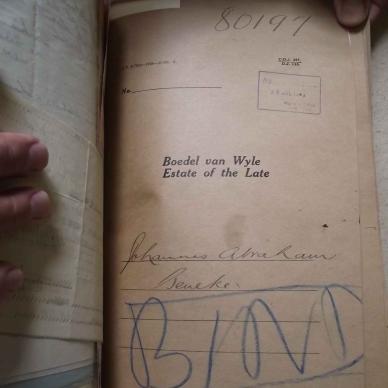 80197
No.
Boedel van Wyle
Estate of the Late
Johannes Abraham
Beneke.
BIND